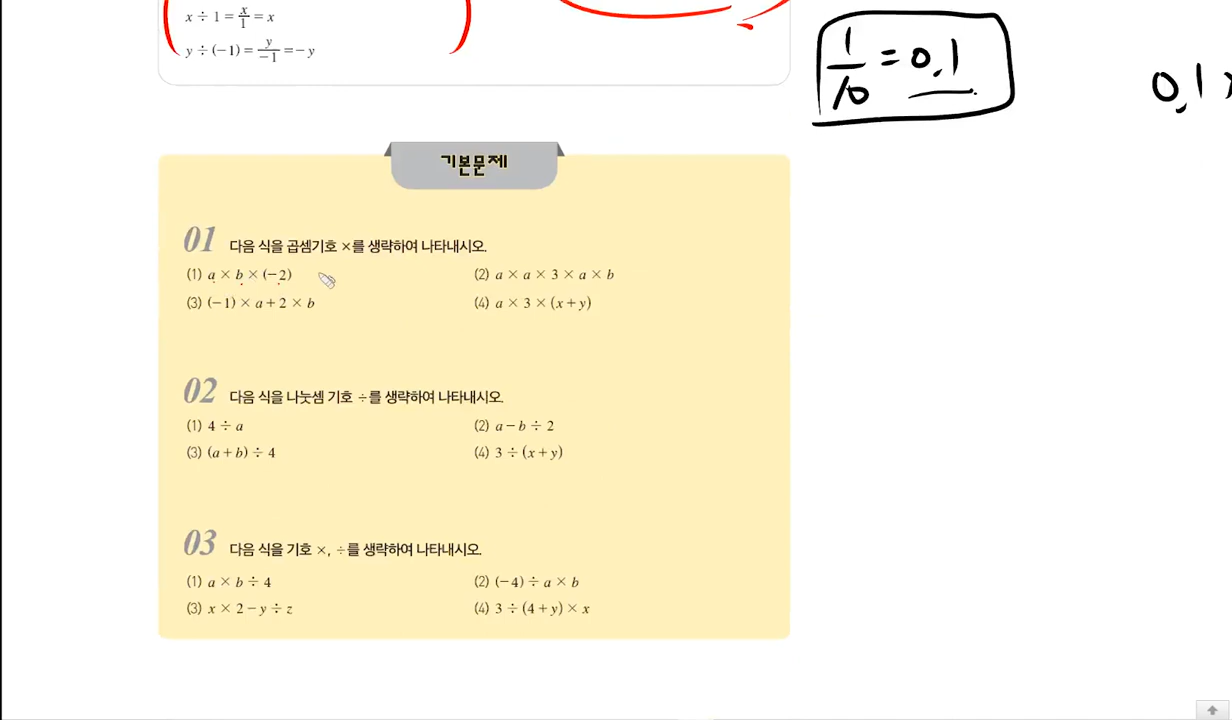 x ÷ 1 = x/1 = x
y ÷ (−1) = y/−1 = −y
1/10 = 0.1
0.1
기본문제
01 다음 식을 곱셈기호 ×를 생략하여 나타내시오.
(1) a × b × (−2)
(2) a × a × 3 × a × b
(3) (−1) × a + 2 × b
(4) a × 3 × (x + y)
02 다음 식을 나눗셈 기호 ÷를 생략하여 나타내시오.
(1) 4 ÷ a
(2) a − b ÷ 2
(3) (a + b) ÷ 4
(4) 3 ÷ (x + y)
03 다음 식을 기호 ×, ÷를 생략하여 나타내시오.
(1) a × b ÷ 4
(2) (−4) ÷ a × b
(3) x × 2 − y ÷ z
(4) 3 ÷ (4 + y) × x